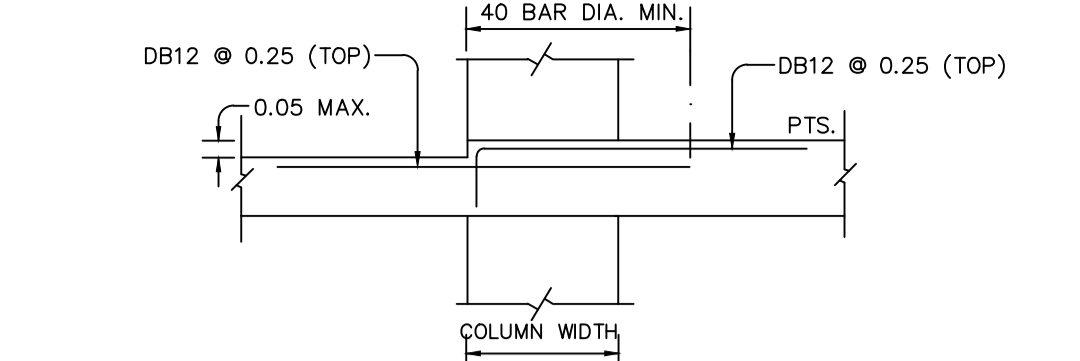 40 BAR DIA. MIN.
DB12 @ 0.25 (TOP)
DB12 @ 0.25 (TOP)
0.05 MAX.
PTS.
COLUMN WIDTH